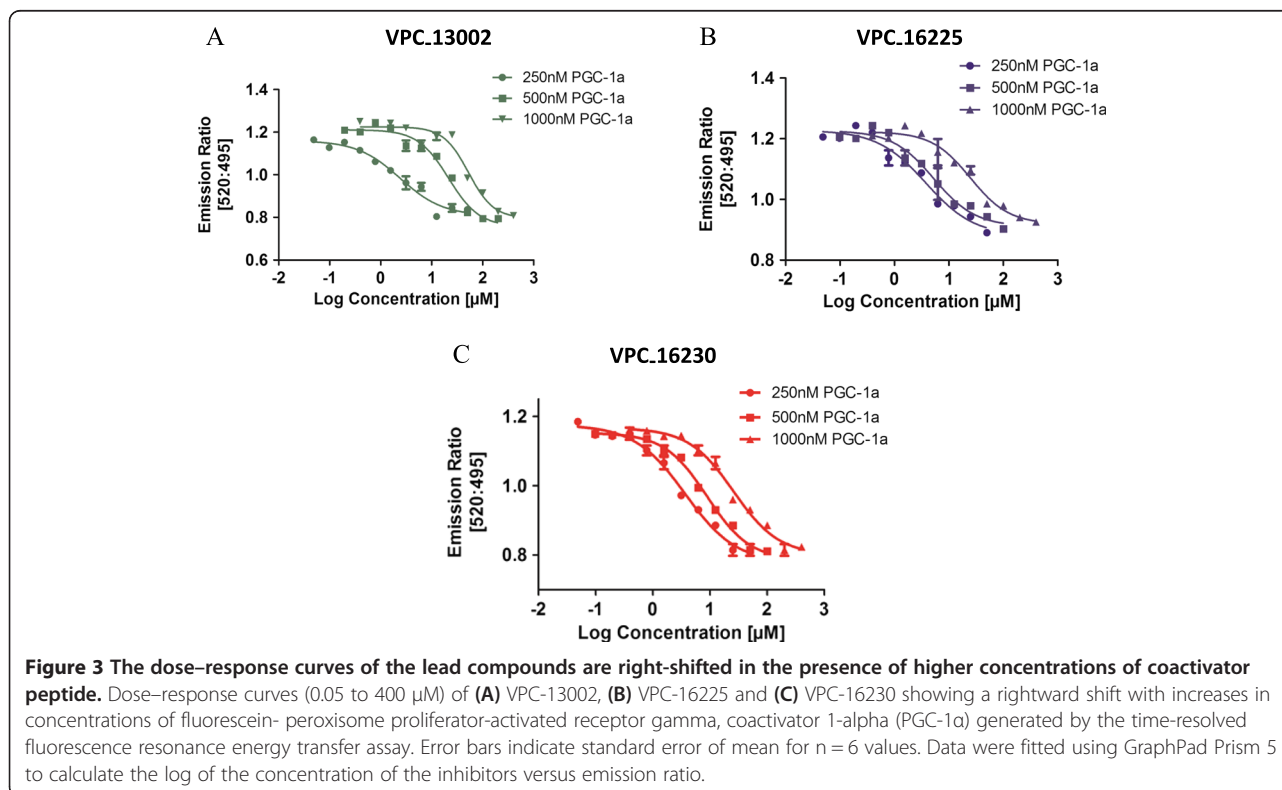 A
VPC_13002
250nM PGC-1a
500nM PGC-1a
1000nM PGC-1a
1.4
1.2
1.0
0.8
0.6
Emission Ratio
[520:495]
-2 -1 0 1 2 3
Log Concentration [µM]
B
VPC_16225
250nM PGC-1a
500nM PGC-1a
1000nM PGC-1a
1.4
1.2
1.0
0.8
Emission Ratio
[520:495]
-2 -1 0 1 2 3
Log Concentration [µM]
C
VPC_16230
250nM PGC-1a
500nM PGC-1a
1000nM PGC-1a
1.2
1.0
0.8
Emission Ratio
[520:495]
-2 -1 0 1 2 3
Log Concentration [µM]
Figure 3 The dose–response curves of the lead compounds are right-shifted in the presence of higher concentrations of coactivator
peptide. Dose–response curves (0.05 to 400 μM) of (A) VPC-13002, (B) VPC-16225 and (C) VPC-16230 showing a rightward shift with increases in
concentrations of fluorescein- peroxisome proliferator-activated receptor gamma, coactivator 1-alpha (PGC-1α) generated by the time-resolved
fluorescence resonance energy transfer assay. Error bars indicate standard error of mean for n = 6 values. Data were fitted using GraphPad Prism 5
to calculate the log of the concentration of the inhibitors versus emission ratio.